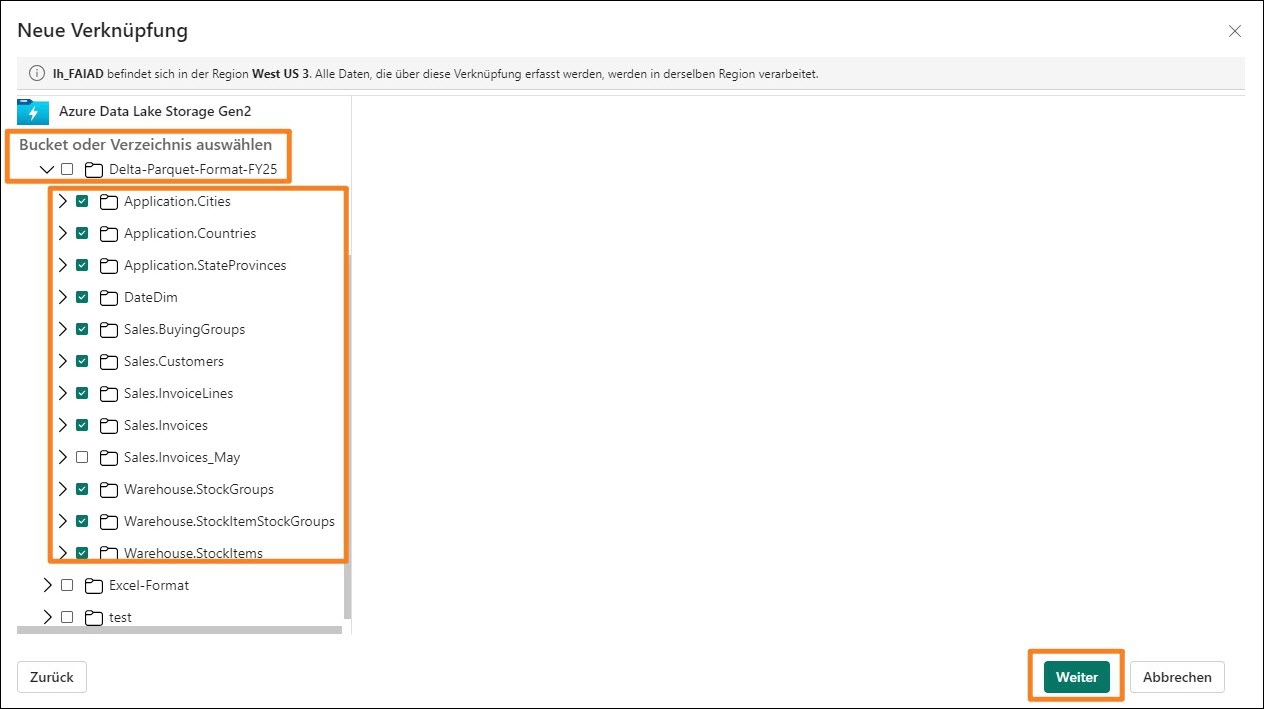 Neue Verknüpfung
lh_FAIAD befindet sich in der Region West US 3. Alle Daten, die über diese Verknüpfung erfasst werden, werden in derselben Region verarbeitet.
Azure Data Lake Storage Gen2
Bucket oder Verzeichnis auswählen
Delta-Parquet-Format-FY25
Application.Cities
Application.Countries
Application.StateProvinces
DateDim
Sales.BuyingGroups
Sales.Customers
Sales.InvoiceLines
Sales.Invoices
Sales.Invoices_May
Warehouse.StockGroups
Warehouse.StockItemStockGroups
Warehouse.StockItems
Excel-Format
test
Zurück
Weiter
Abbrechen